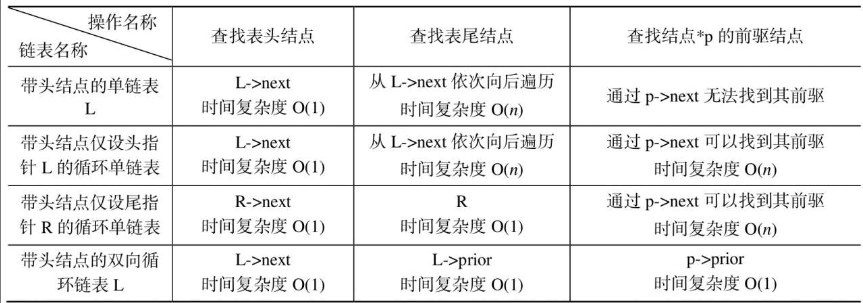 操作名称
链表名称
查找表头结点
查找表尾结点
查找结点*p 的前驱结点
带头结点的单链表
L
L->next
时间复杂度 O(1)
从 L->next 依次向后遍历
时间复杂度 O(n)
通过 p->next 无法找到其前驱
带头结点仅设头指
针 L 的循环单链表
L->next
时间复杂度 O(1)
从 L->next 依次向后遍历
时间复杂度 O(n)
通过 p->next 可以找到其前驱
时间复杂度 O(n)
带头结点仅设尾指
针 R 的循环单链表
R->next
时间复杂度 O(1)
R
时间复杂度 O(1)
通过 p->next 可以找到其前驱
时间复杂度 O(n)
带头结点的双向循
环链表 L
L->next
时间复杂度 O(1)
L->prior
时间复杂度 O(1)
p->prior
时间复杂度 O(1)